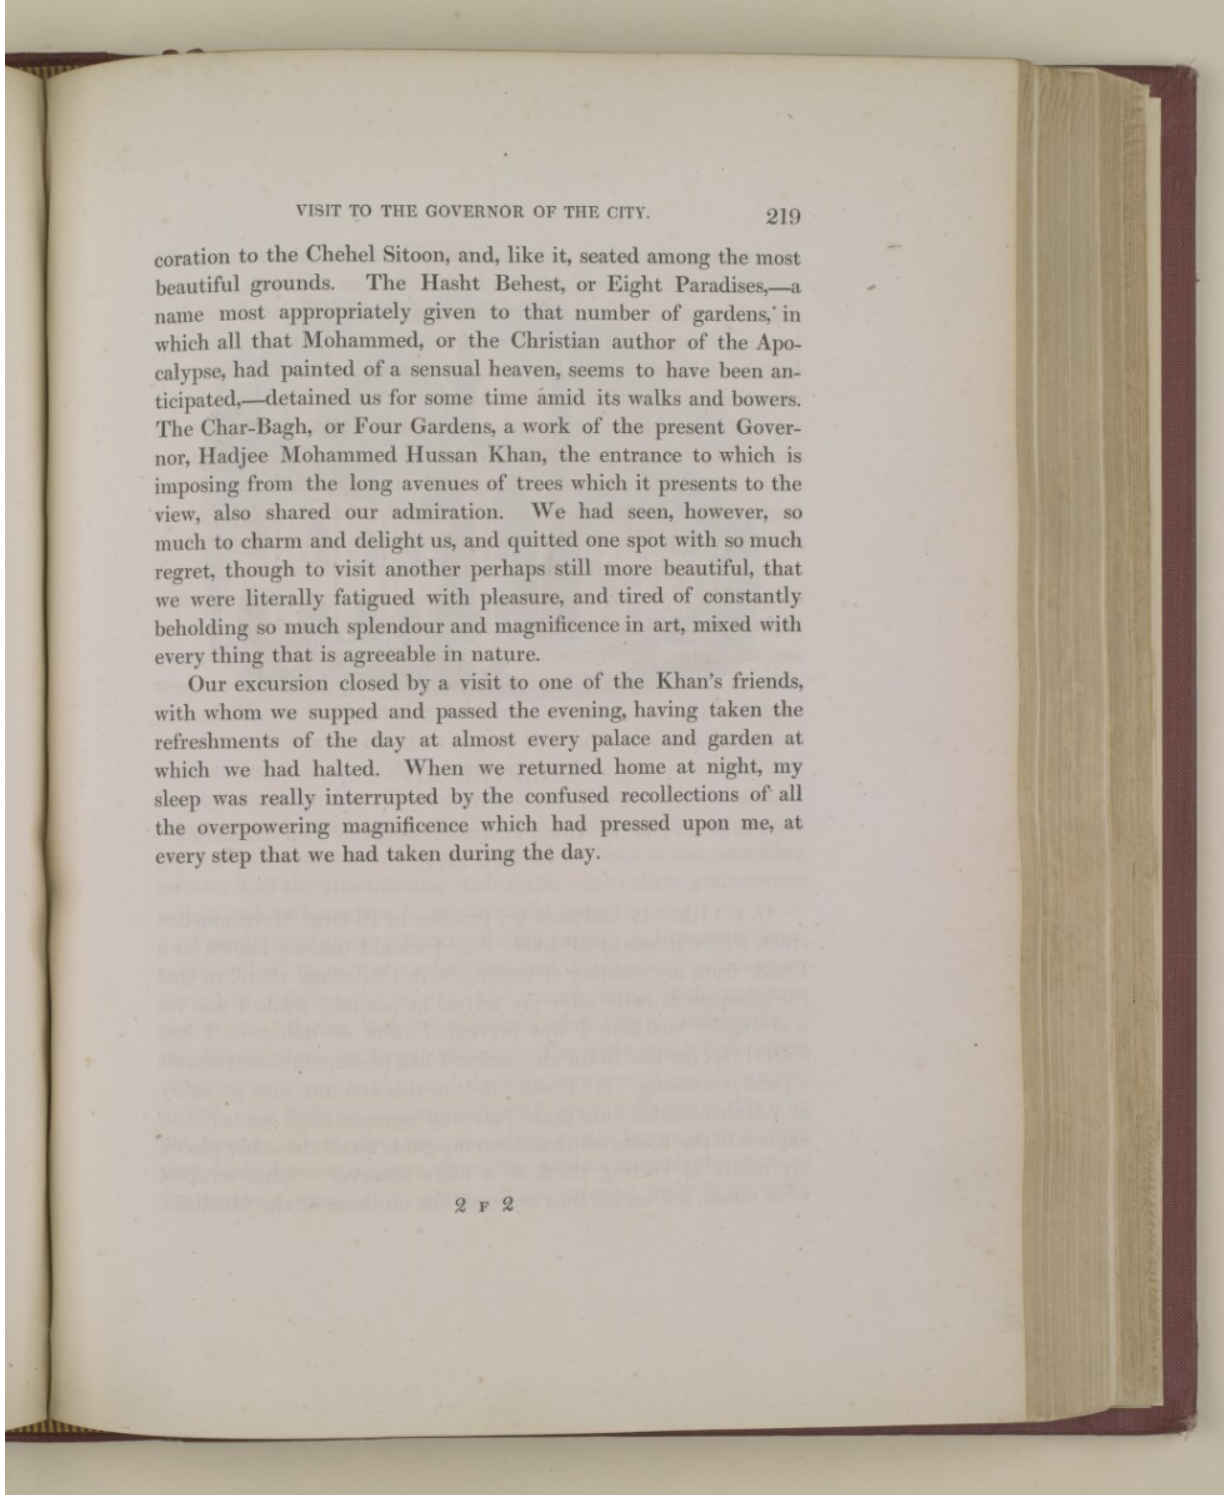 VISIT TO THE GOVERNOR OF THE CITY. 219
coration to the Chehel Sitoon, and, like it, seated among the most
beautiful grounds. The Hasht Behest, or Eight Paradises,—a
name most appropriately given to that number of gardens, in
which all that Mohammed, or the Christian author of the Apo-
calypse, had painted of a sensual heaven, seems to have been an-
ticipated,—detained us for some time amid its walks and bowers.
The Char-Bagh, or Four Gardens, a work of the present Gover-
nor, Hadjee Mohammed Hussan Khan, the entrance to which is
imposing from the long avenues of trees which it presents to the
view, also shared our admiration. We had seen, however, so
much to charm and delight us, and quitted one spot with so much
regret, though to visit another perhaps still more beautiful, that
we were literally fatigued with pleasure, and tired of constantly
beholding so much splendour and magnificence in art, mixed with
every thing that is agreeable in nature.
Our excursion closed by a visit to one of the Khan's friends,
with whom we supped and passed the evening, having taken the
refreshments of the day at almost every palace and garden at
which we had halted. When we returned home at night, my
sleep was really interrupted by the confused recollections of all
the overpowering magnificence which had pressed upon me, at
every step that we had taken during the day.
2 F 2